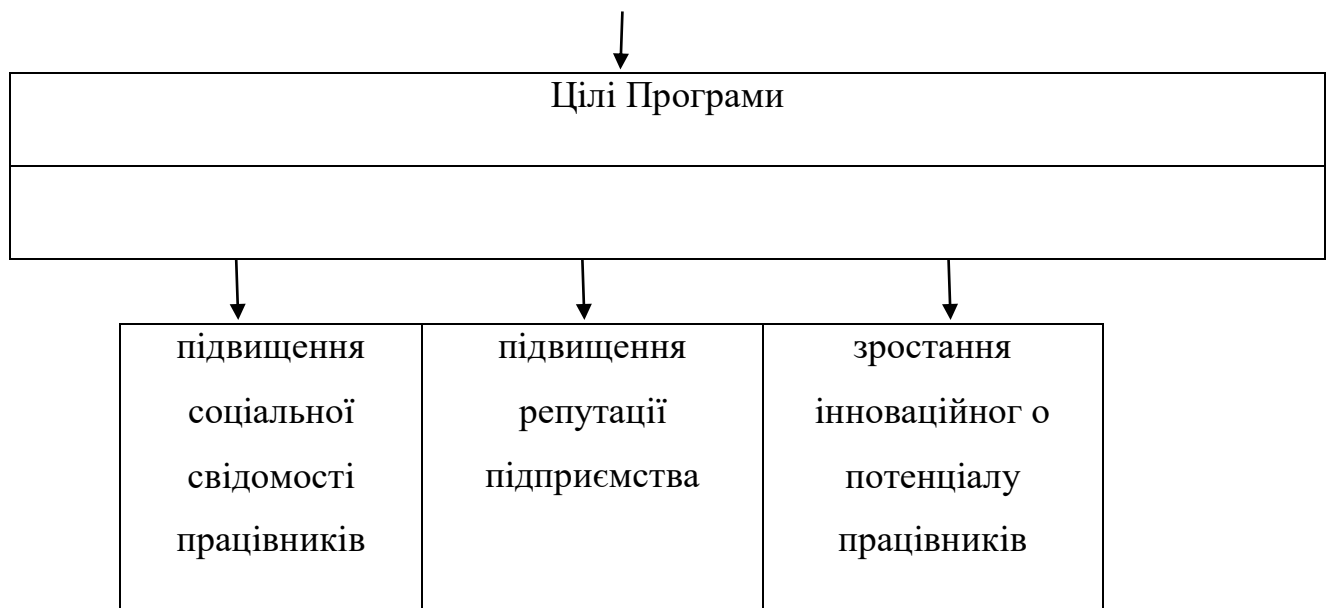 Цілі Програми
підвищення
соціальної
свідомості
працівників
підвищення
репутації
підприємства
зростання
інноваційног о
потенціалу
працівників